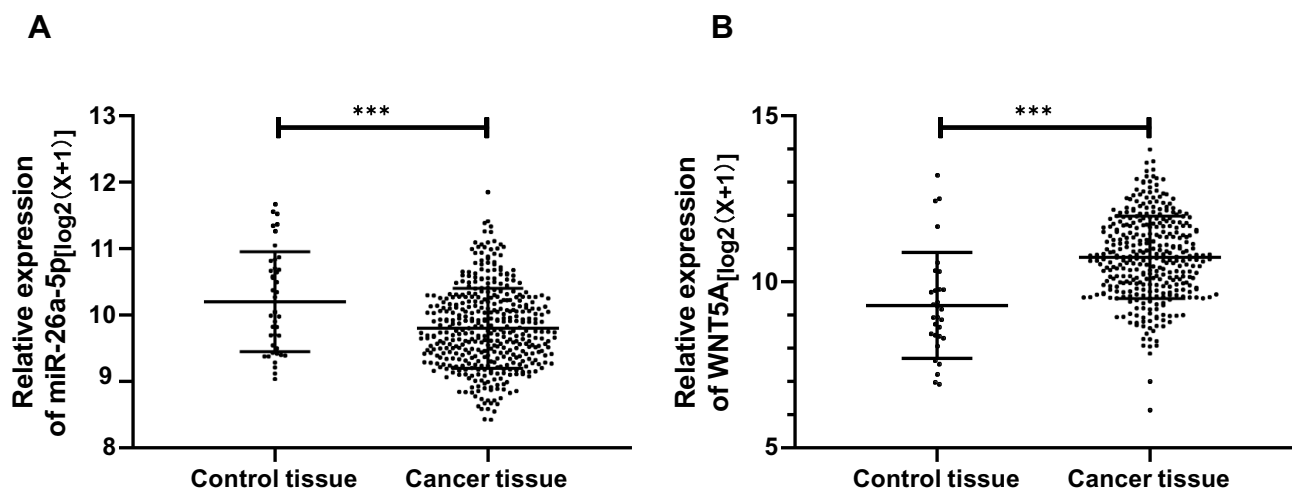 A
Relative expression
of miR-26a-5p[log2(X+1)]
13
12
11
10
9
8
***
Control tissue
Cancer tissue
B
Relative expression
of WNT5A[log2(X+1)]
15
10
5
***
Control tissue
Cancer tissue